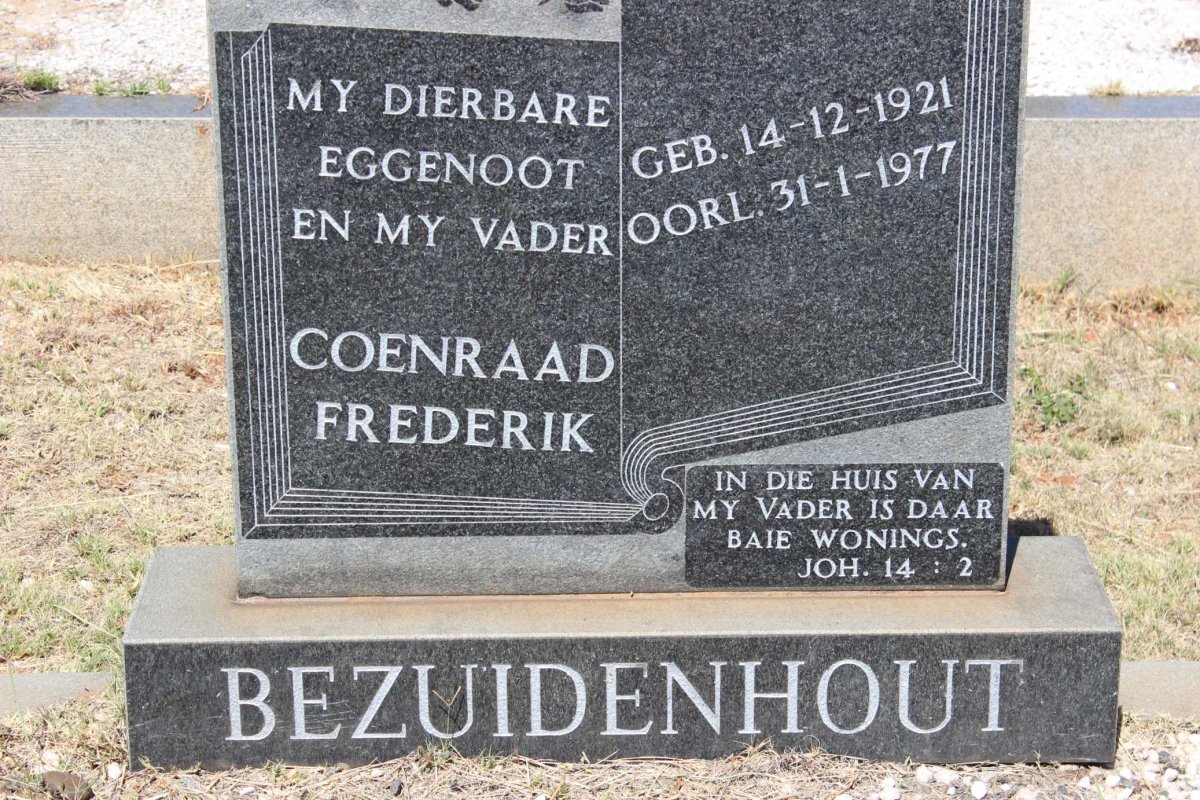 MY DIERBARE
EGGENOOT
EN MY VADER
COENRAAD
FREDERIK
GEB. 14-12-1921
OORL. 31-1-1977
IN DIE HUIS VAN
MY VADER IS DAAR
BAIE WONINGS.
JOH. 14 : 2
BEZUIDENHOUT